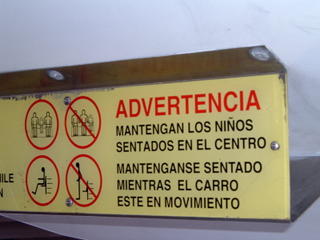 ADVERTENCIA
MANTENGAN LOS NIÑOS
SENTADOS EN EL CENTRO
MANTENGANSE SENTADO
MIENTRAS EL CARRO
ESTE EN MOVIMIENTO